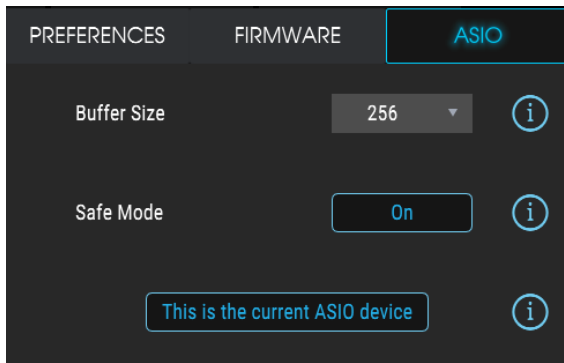 PREFERENCES FIRMWARE ASIO
Buffer Size 256
Safe Mode On
This is the current ASIO device